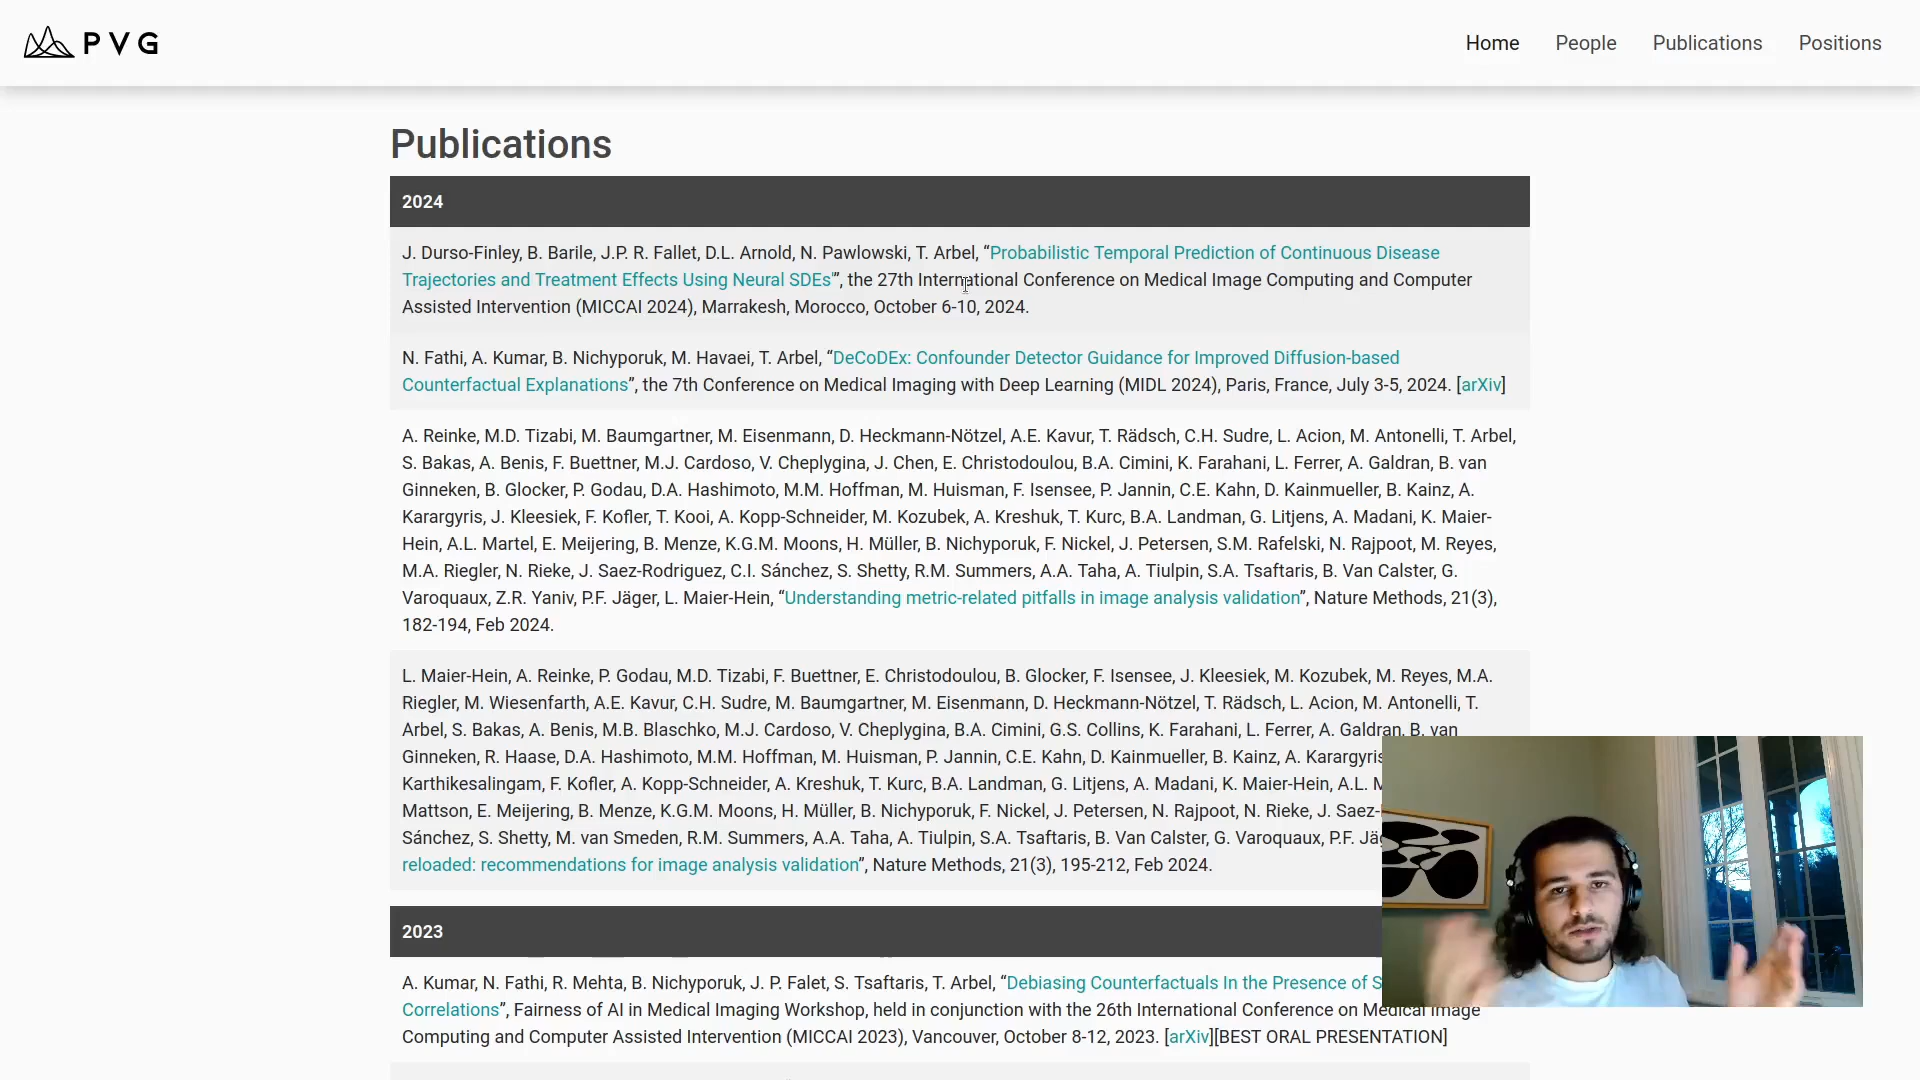 PVG
Home People Publications Positions
Publications
2024
J. Durso-Finley, B. Barile, J.P. R. Fallet, D.L. Arnold, N. Pawlowski, T. Arbel, “Probabilistic Temporal Prediction of Continuous Disease
Trajectories and Treatment Effects Using Neural SDEs'”, the 27th International Conference on Medical Image Computing and Computer
Assisted Intervention (MICCAI 2024), Marrakesh, Morocco, October 6-10, 2024.
N. Fathi, A. Kumar, B. Nichyporuk, M. Havaei, T. Arbel, “DeCoDEx: Confounder Detector Guidance for Improved Diffusion-based
Counterfactual Explanations”, the 7th Conference on Medical Imaging with Deep Learning (MIDL 2024), Paris, France, July 3-5, 2024. [arXiv]
A. Reinke, M.D. Tizabi, M. Baumgartner, M. Eisenmann, D. Heckmann-Nötzel, A.E. Kavur, T. Rädsch, C.H. Sudre, L. Acion, M. Antonelli, T. Arbel,
S. Bakas, A. Benis, F. Buettner, M.J. Cardoso, V. Cheplygina, J. Chen, E. Christodoulou, B.A. Cimini, K. Farahani, L. Ferrer, A. Galdran, B. van
Ginneken, B. Glocker, P. Godau, D.A. Hashimoto, M.M. Hoffman, M. Huisman, F. Isensee, P. Jannin, C.E. Kahn, D. Kainmueller, B. Kainz, A.
Karargyris, J. Kleesiek, F. Kofler, T. Kooi, A. Kopp-Schneider, M. Kozubek, A. Kreshuk, T. Kurc, B.A. Landman, G. Litjens, A. Madani, K. Maier-
Hein, A.L. Martel, E. Meijering, B. Menze, K.G.M. Moons, H. Müller, B. Nichyporuk, F. Nickel, J. Petersen, S.M. Rafelski, N. Rajpoot, M. Reyes,
M.A. Riegler, N. Rieke, J. Saez-Rodriguez, C.I. Sánchez, S. Shetty, R.M. Summers, A.A. Taha, A. Tiulpin, S.A. Tsaftaris, B. Van Calster, G.
Varoquaux, Z.R. Yaniv, P.F. Jäger, L. Maier-Hein, “Understanding metric-related pitfalls in image analysis validation”, Nature Methods, 21(3),
182-194, Feb 2024.
L. Maier-Hein, A. Reinke, P. Godau, M.D. Tizabi, F. Buettner, E. Christodoulou, B. Glocker, F. Isensee, J. Kleesiek, M. Kozubek, M. Reyes, M.A.
Riegler, M. Wiesenfarth, A.E. Kavur, C.H. Sudre, M. Baumgartner, M. Eisenmann, D. Heckmann-Nötzel, T. Rädsch, L. Acion, M. Antonelli, T.
Arbel, S. Bakas, A. Benis, M.B. Blaschko, M.J. Cardoso, V. Cheplygina, B.A. Cimini, G.S. Collins, K. Farahani, L. Ferrer, A. Galdran, B. van
Ginneken, R. Haase, D.A. Hashimoto, M.M. Hoffman, M. Huisman, P. Jannin, C.E. Kahn, D. Kainmueller, B. Kainz, A. Karargyris
Karthikesalingam, F. Kofler, A. Kopp-Schneider, A. Kreshuk, T. Kurc, B.A. Landman, G. Litjens, A. Madani, K. Maier-Hein, A.L.
Mattson, E. Meijering, B. Menze, K.G.M. Moons, H. Müller, B. Nichyporuk, F. Nickel, J. Petersen, N. Rajpoot, N. Rieke, J. Saez-
Sánchez, S. Shetty, M. van Smeden, R.M. Summers, A.A. Taha, A. Tiulpin, S.A. Tsaftaris, B. Van Calster, G. Varoquaux, P.F.
reloaded: recommendations for image analysis validation”, Nature Methods, 21(3), 195-212, Feb 2024.
2023
A. Kumar, N. Fathi, R. Mehta, B. Nichyporuk, J. P. Falet, S. Tsaftaris, T. Arbel, “Debiasing Counterfactuals In the Presence of
Correlations”, Fairness of AI in Medical Imaging Workshop, held in conjunction with the 26th International Conference on Medical Image
Computing and Computer Assisted Intervention (MICCAI 2023), Vancouver, October 8-12, 2023. [arXiv][BEST ORAL PRESENTATION]